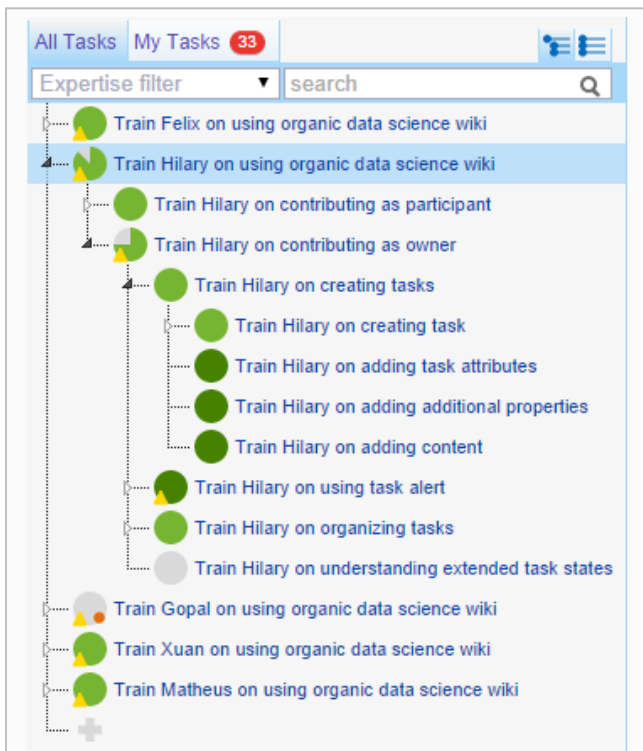 All Tasks My Tasks 33
Expertise filter search
Train Felix on using organic data science wiki
Train Hilary on using organic data science wiki
Train Hilary on contributing as participant
Train Hilary on contributing as owner
Train Hilary on creating tasks
Train Hilary on creating task
Train Hilary on adding task attributes
Train Hilary on adding additional properties
Train Hilary on adding content
Train Hilary on using task alert
Train Hilary on organizing tasks
Train Hilary on understanding extended task states
Train Gopal on using organic data science wiki
Train Xuan on using organic data science wiki
Train Matheus on using organic data science wiki